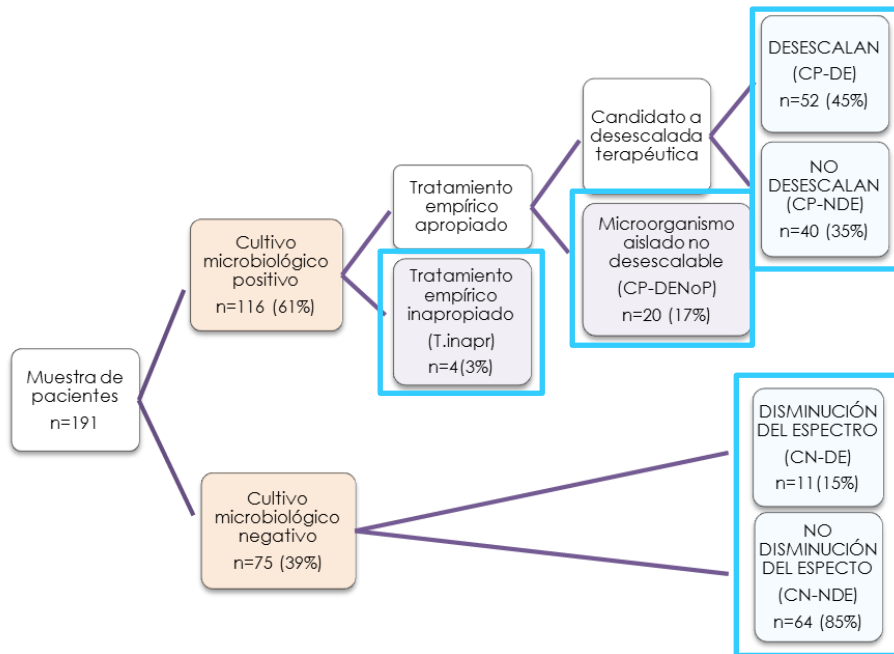 Muestra de
pacientes
n=191
Cultivo
microbiológico
positivo
n=116 (61%)
Cultivo
microbiológico
negativo
n=75 (39%)
Tratamiento
empírico
apropiado
Tratamiento
empírico
inapropiado
(T.inapr)
n=4(3%)
Candidato a
desescalada
terapéutica
Microorganismo
aislado no
desescalable
(CP-DENoP)
n=20 (17%)
DESESCALAN
(CP-DE)
n=52 (45%)
NO
DESESCALAN
(CP-NDE)
n=40 (35%)
DISMINUCIÓN
DEL ESPECTRO
(CN-DE)
n=11(15%)
NO
DISMINUCIÓN
DEL ESPECTO
(CN-NDE)
n=64 (85%)